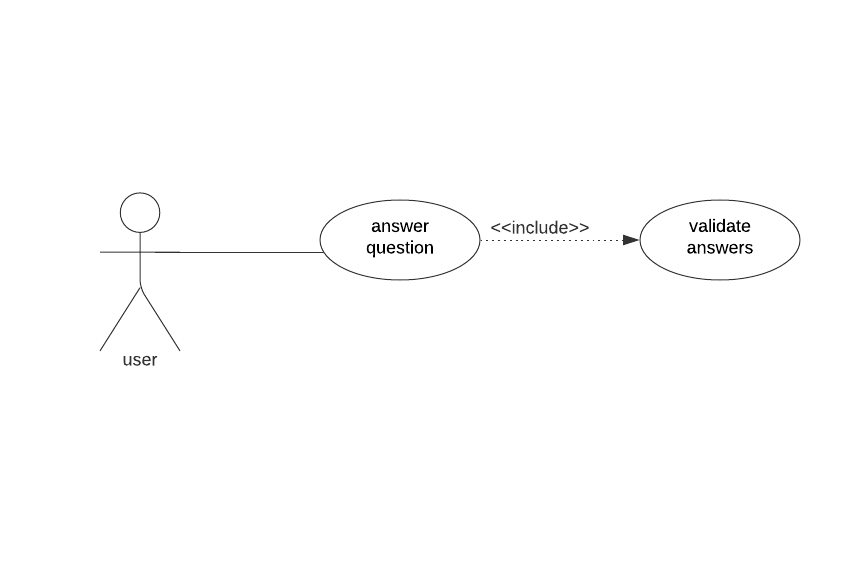 answer
question
<<include>>
validate
answers
user